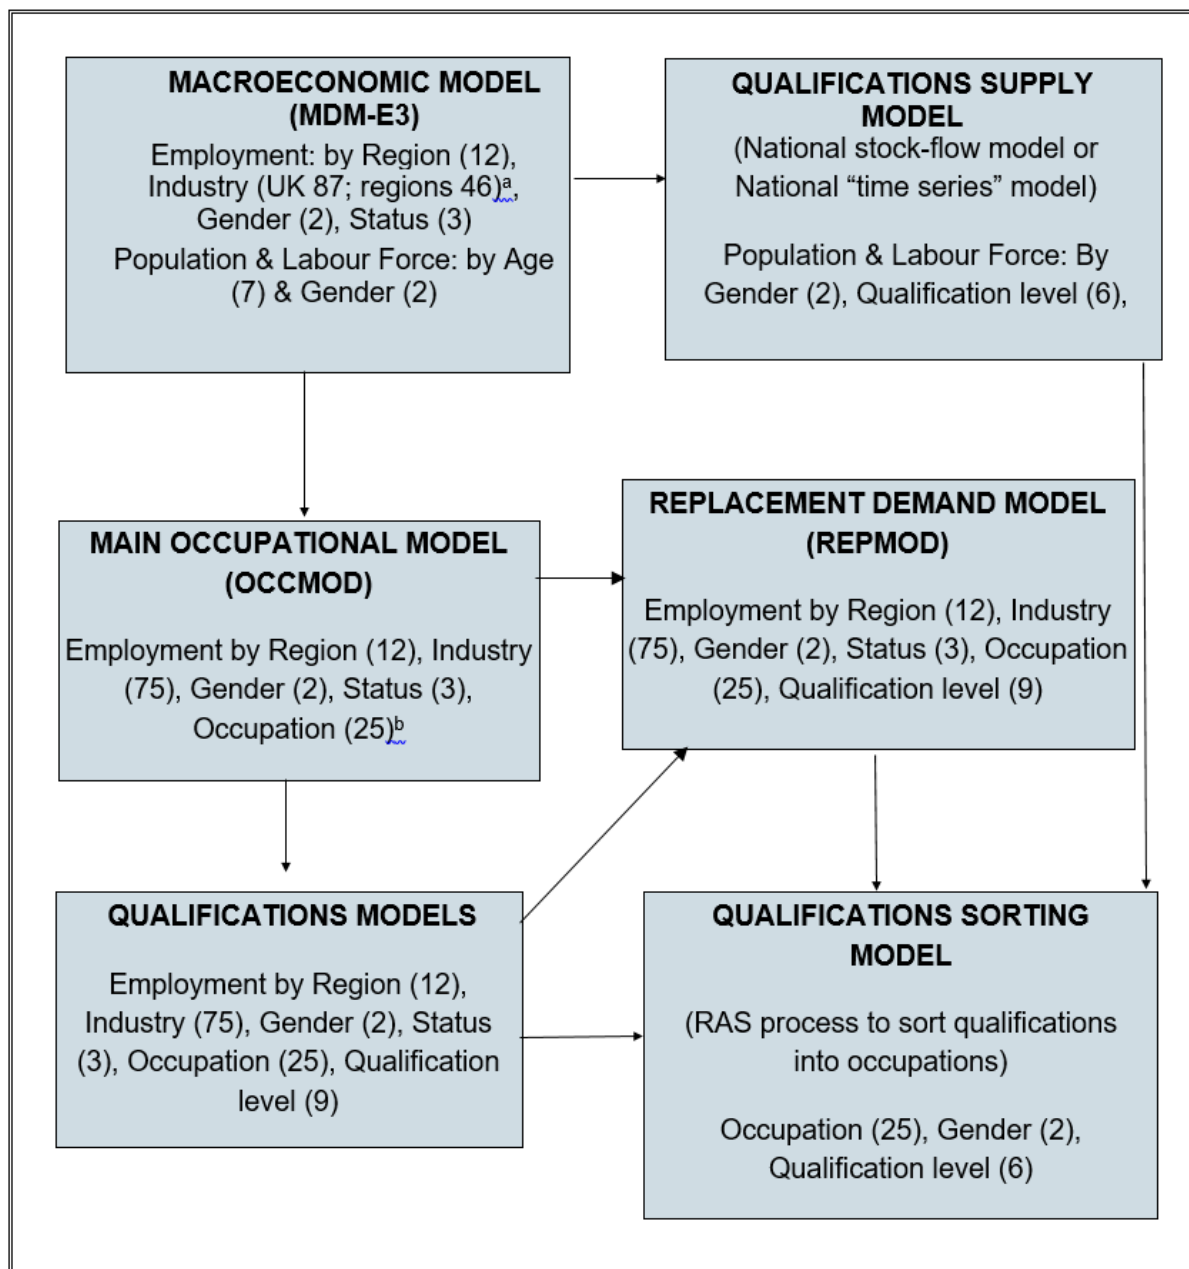 MACROECONOMIC MODEL
(MDM-E3)
Employment: by Region (12),
Industry (UK 87; regions 46)ª,
Gender (2), Status (3)
Population & Labour Force: by Age
(7) & Gender (2)
QUALIFICATIONS SUPPLY
MODEL
(National stock-flow model or
National “time series” model)
Population & Labour Force: By
Gender (2), Qualification level (6),
MAIN OCCUPATIONAL MODEL
(OCCMOD)
Employment by Region (12), Industry
(75), Gender (2), Status (3),
Occupation (25)ᵇ
REPLACEMENT DEMAND MODEL
(REPMOD)
Employment by Region (12), Industry
(75), Gender (2), Status (3), Occupation
(25), Qualification level (9)
QUALIFICATIONS MODELS
Employment by Region (12),
Industry (75), Gender (2), Status
(3), Occupation (25), Qualification
level (9)
QUALIFICATIONS SORTING
MODEL
(RAS process to sort qualifications
into occupations)
Occupation (25), Gender (2),
Qualification level (6)